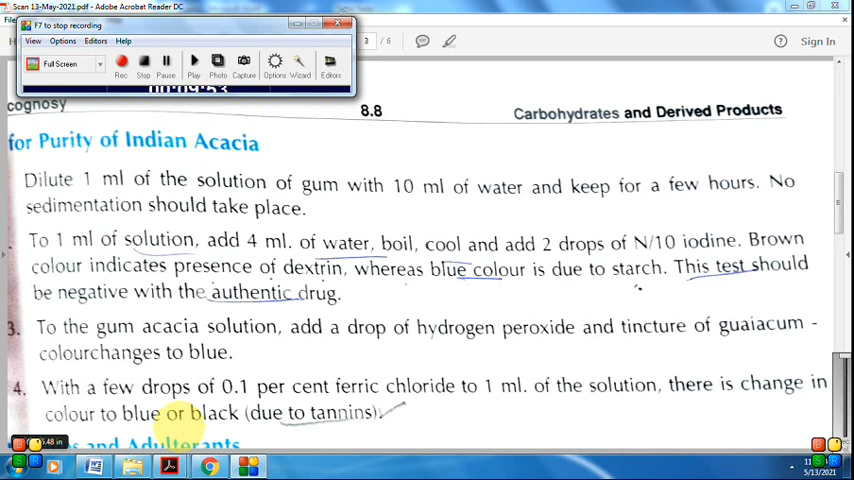 Scan 13-May-2021.pdf - Adobe Acrobat Reader DC
F7 to stop recording
View Options Editors Help
Full Screen
Rec Stop Pause Play Photo Capture Options Wizard Editors
3 / 6
Sign In
cognosy 8.8 Carbohydrates and Derived Products
for Purity of Indian Acacia
Dilute 1 ml of the solution of gum with 10 ml of water and keep for a few hours. No
sedimentation should take place.
To 1 ml of solution, add 4 ml. of water, boil, cool and add 2 drops of N/10 iodine. Brown
colour indicates presence of dextrin, whereas blue colour is due to starch. This test should
be negative with the authentic drug.
3. To the gum acacia solution, add a drop of hydrogen peroxide and tincture of guaiacum -
colourchanges to blue.
4. With a few drops of 0.1 per cent ferric chloride to 1 ml. of the solution, there is change in
colour to blue or black (due to tannins).
and Adulterants
B B
S R
B B
S R
5/13/2021